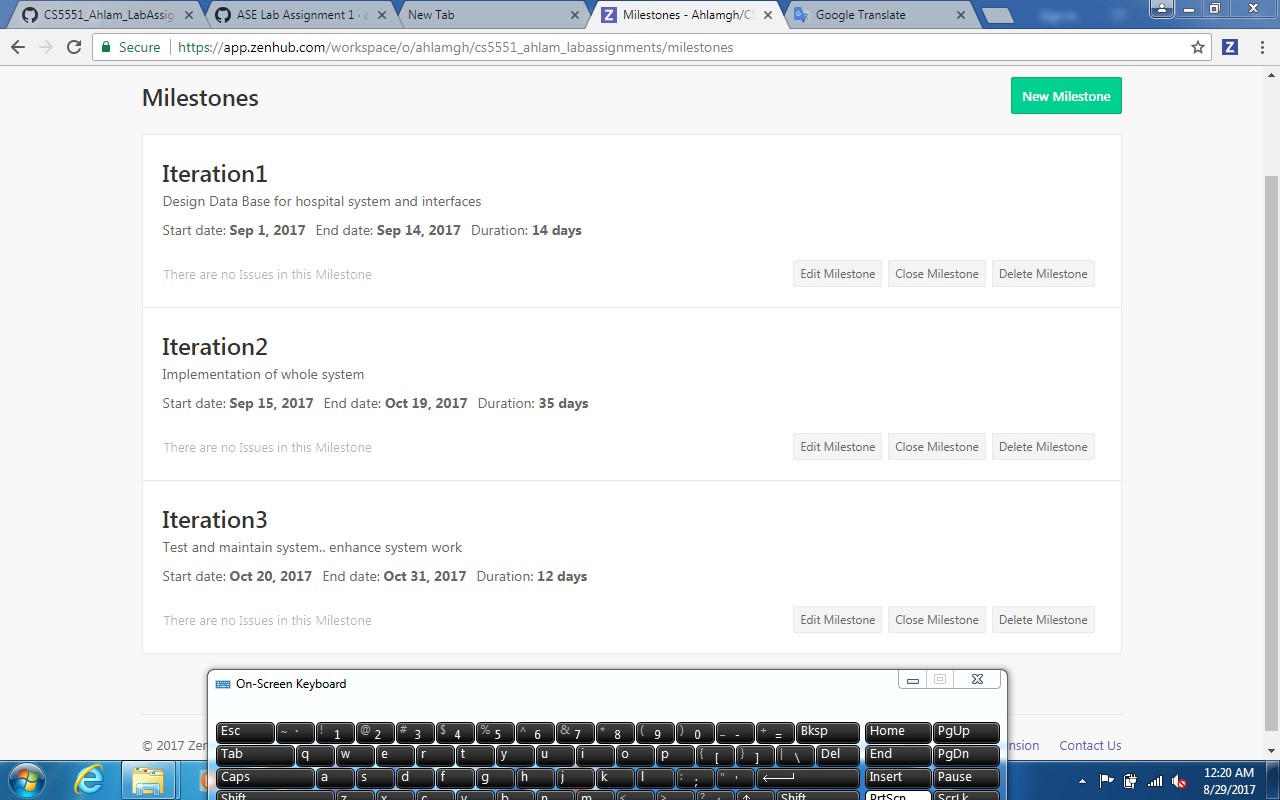 CS5551_Ahlam_LabAssig
ASE Lab Assignment 1 ·
New Tab
Milestones - Ahlamgh/CS
Google Translate
Secure
https://app.zenhub.com/workspace/o/ahlamgh/cs5551_ahlam_labassignments/milestones
Milestones
New Milestone
Iteration1
Design Data Base for hospital system and interfaces
Start date: Sep 1, 2017 End date: Sep 14, 2017 Duration: 14 days
There are no Issues in this Milestone
Edit Milestone Close Milestone Delete Milestone
Iteration2
Implementation of whole system
Start date: Sep 15, 2017 End date: Oct 19, 2017 Duration: 35 days
There are no Issues in this Milestone
Edit Milestone Close Milestone Delete Milestone
Iteration3
Test and maintain system.. enhance system work
Start date: Oct 20, 2017 End date: Oct 31, 2017 Duration: 12 days
There are no Issues in this Milestone
Edit Milestone Close Milestone Delete Milestone
On-Screen Keyboard
Esc ~ ` ! 1 @ 2 # 3 $ 4 % 5 ^ 6 & 7 * 8 ( 9 ) 0 _ - + = Bksp Home PgUp
© 2017 Zen
nsion Contact Us
Tab q w e r t y u i o p { [ } ] | \ Del End PgDn
Caps a s d f g h j k l : ; " ' Insert Pause
Shift z x c v b n m < > ? / Shift PrtScn ScrLk
12:20 AM
8/29/2017